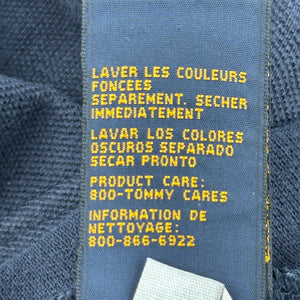 LAVER LES COULEURS
FONCEES
SEPAREMENT. SECHER
IMMEDIATEMENT
LAVAR LOS COLORES
OSCUROS SEPARADO
SECAR PRONTO
PRODUCT CARE:
800-TOMMY CARES
INFORMATION DE
NETTOYAGE:
800-866-6922